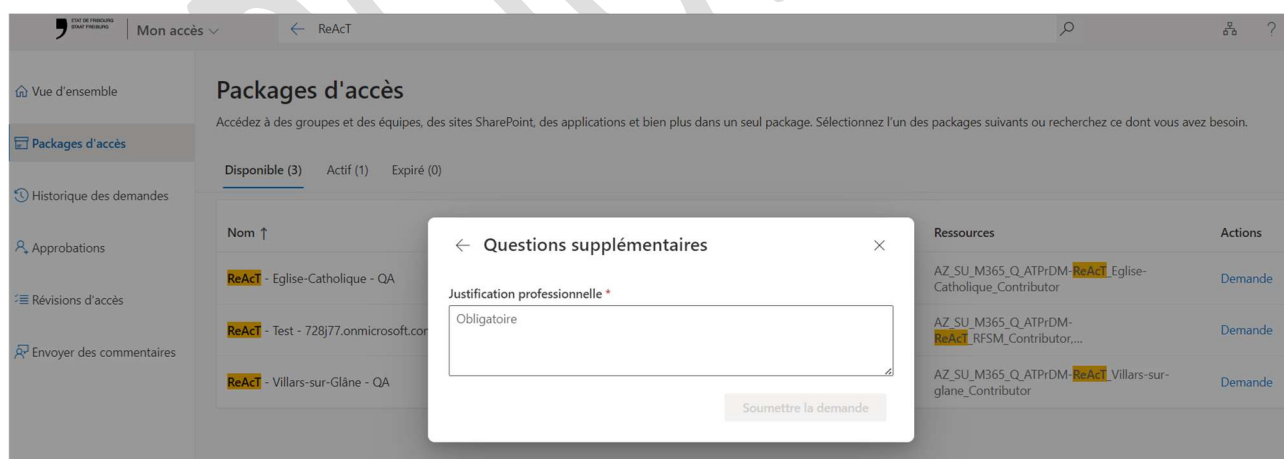 ETAT DE FRIBOURG
STAAT FREIBURG
Mon accès
ReAcT
?
Vue d'ensemble
Packages d'accès
Historique des demandes
Approbations
Révisions d'accès
Envoyer des commentaires
Packages d'accès
Accédez à des groupes et des équipes, des sites SharePoint, des applications et bien plus dans un seul package. Sélectionnez l'un des packages suivants ou recherchez ce dont vous avez besoin.
Disponible (3) Actif (1) Expiré (0)
Nom ↑ Ressources Actions
ReAcT - Eglise-Catholique - QA
AZ_SU_M365_Q_ATPrDM-ReAcT_Eglise-
Catholique_Contributor
Demande
ReAcT - Test - 728j77.onmicrosoft.cor
AZ_SU_M365_Q_ATPrDM-
ReAcT_RFSM_Contributor,...
Demande
ReAcT - Villars-sur-Glâne - QA
AZ_SU_M365_Q_ATPrDM-ReAcT_Villars-sur-
glane_Contributor
Demande
← Questions supplémentaires ×
Justification professionnelle *
Obligatoire
Soumettre la demande